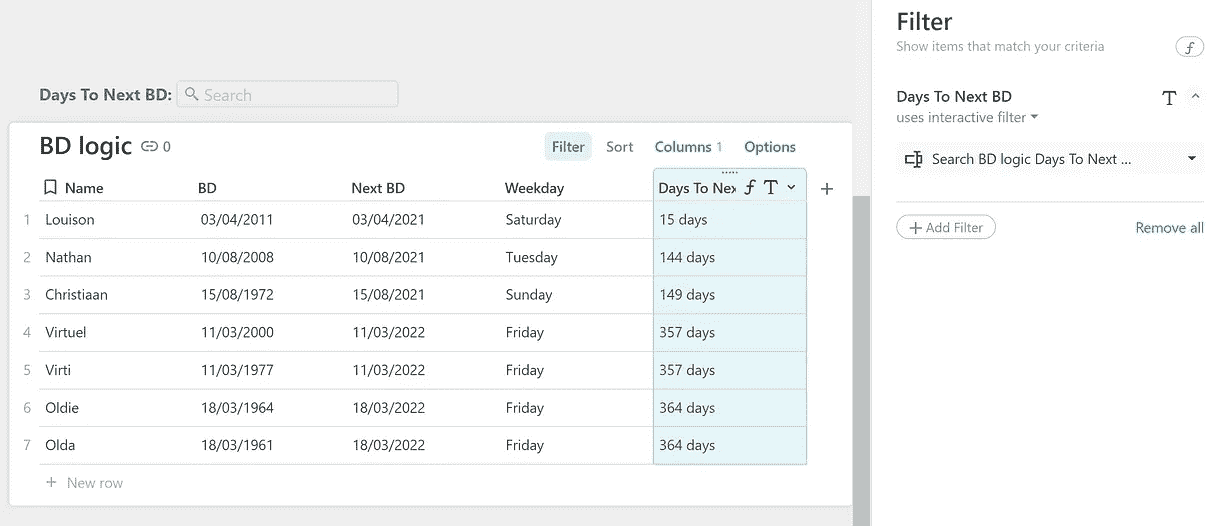 Days To Next BD: Search
BD logic 0
Filter Sort Columns 1 Options
Name BD Next BD Weekday Days To Nex
1 Louison 03/04/2011 03/04/2021 Saturday 15 days
2 Nathan 10/08/2008 10/08/2021 Tuesday 144 days
3 Christiaan 15/08/1972 15/08/2021 Sunday 149 days
4 Virtuel 11/03/2000 11/03/2022 Friday 357 days
5 Virti 11/03/1977 11/03/2022 Friday 357 days
6 Oldie 18/03/1964 18/03/2022 Friday 364 days
7 Olda 18/03/1961 18/03/2022 Friday 364 days
+ New row
Filter
Show items that match your criteria
Days To Next BD
uses interactive filter
Search BD logic Days To Next ...
+ Add Filter Remove all